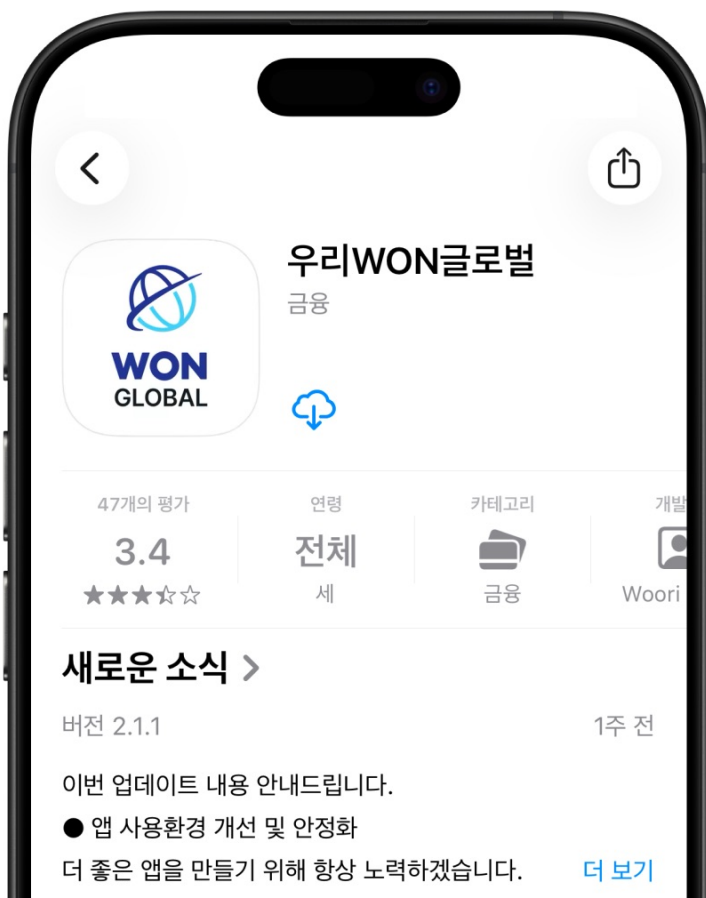 우리WON글로벌
금융
WON
GLOBAL
47개의 평가
연령
카테고리
개발
3.4
전체
★★★☆☆
세
금융
Woori
새로운 소식
버전 2.1.1
1주 전
이번 업데이트 내용 안내드립니다.
● 앱 사용환경 개선 및 안정화
더 좋은 앱을 만들기 위해 항상 노력하겠습니다.
더 보기